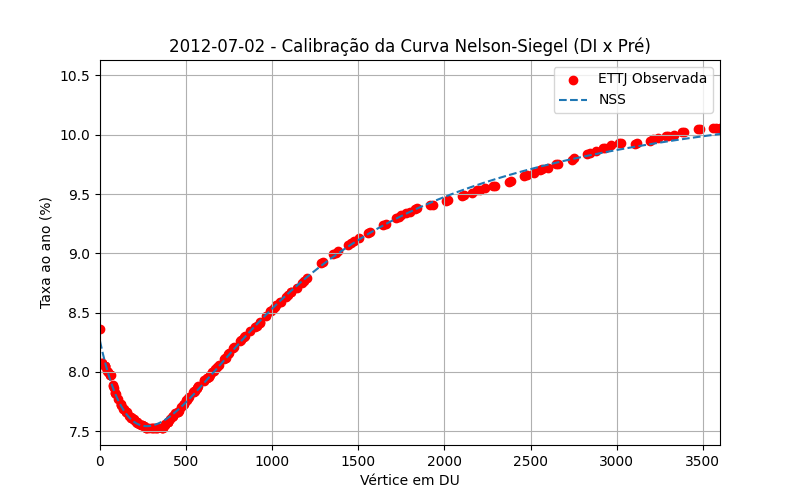 2012-07-02 - Calibração da Curva Nelson-Siegel (DI x Pré)
ETTJ Observada
NSS
Taxa ao ano (%)
10.5
10.0
9.5
9.0
8.5
8.0
7.5
0 500 1000 1500 2000 2500 3000 3500
Vértice em DU